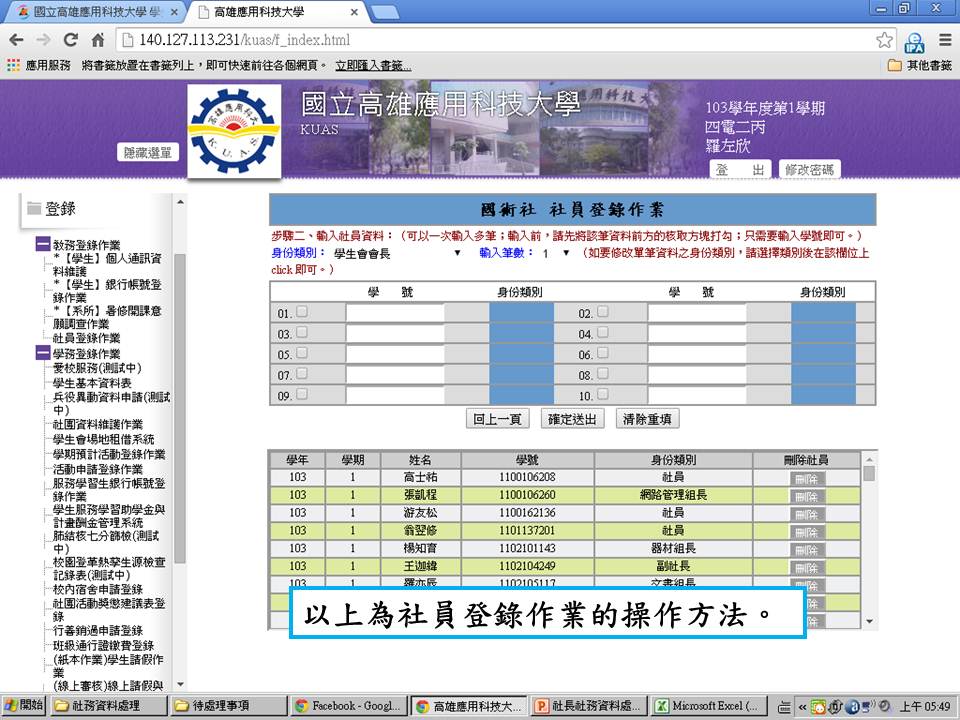 國立高雄應用科技大學 學
高雄應用科技大學
140.127.113.231/kuas/f_index.html
應用服務 將書籤放置在書籤列上，即可快速前往各個網頁。 立即匯入書籤...
其他書籤
國立高雄應用科技大學
KUAS
103學年度第1學期
四電二丙
羅左欣
隱藏選單
登 出
修改密碼
登錄
教務登錄作業
*【學生】個人通訊資
料維護
*【學生】銀行帳號登
錄作業
*【系所】暑修開課意
願調查作業
社員登錄作業
學務登錄作業
愛校服務(測試中)
學生基本資料表
兵役異動資料申請(測試
中)
社團資料維護作業
學生會場地租借系統
學期預計活動登錄作業
活動申請登錄作業
服務學習生銀行帳號登
錄作業
學生服務學習助學金與
計畫酬金管理系統
肺結核七分篩檢(測試
中)
校園登革熱孳生源檢查
記錄表(測試中)
校內宿舍申請登錄
社團活動獎懲建議表登
錄
行善銷過申請登錄
班級通行證繳費登錄
(紙本作業)學生請假作
業
(線上審核)線上請假與
國術社 社員登錄作業
步驟二、輸入社員資料：（可以一次輸入多筆；輸入前，請先將該筆資料前方的核取方塊打勾；只需要輸入學號即可。）
身份類別： 學生會會長 輸入筆數： 1 （如要修改單筆資料之身份類別，請選擇類別後在該欄位上
click 即可。）
學 號 身份類別 學 號 身份類別
01. 02.
03. 04.
05. 06.
07. 08.
09. 10.
回上一頁 確定送出 清除重填
學年 學期 姓名 學號 身份類別 刪除社員
103 1 高士祐 1100106208 社員 刪除
103 1 張凱程 1100106260 網路管理組長 刪除
103 1 游友松 1100162136 社員 刪除
103 1 翁翌修 1101137201 社員 刪除
103 1 楊知育 1102101143 器材組長 刪除
103 1 王迦緯 1102104249 副社長 刪除
103 1 羅亦辰 1102105117 文書組長 刪除
以上為社員登錄作業的操作方法。
開始
社務資料處理
待處理事項
Facebook - Googl...
高雄應用科技大...
社長社務資料處...
Microsoft Excel (...
上午 05:49